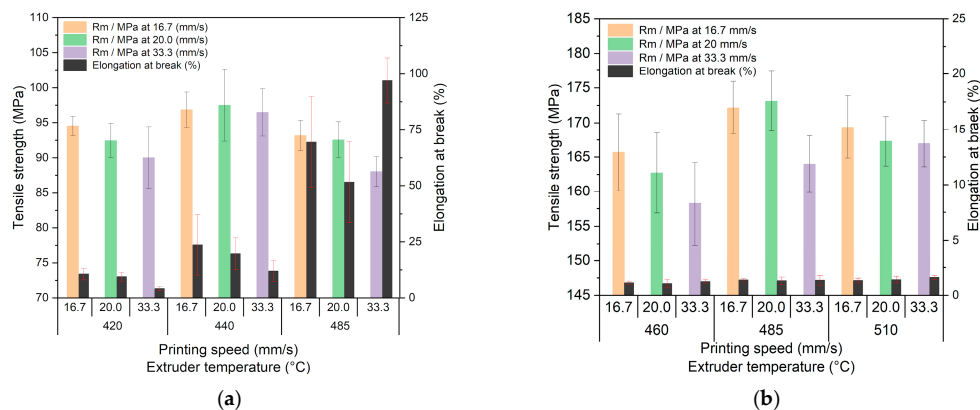 Rm / MPa at 16.7 (mm/s)
Rm / MPa at 20.0 (mm/s)
Rm / MPa at 33.3 (mm/s)
Elongation at break (%)
Tensile strength (MPa)
110
105
100
95
90
85
80
75
70
Elongation at break (%)
125
100
75
50
25
0
16.7 20.0 33.3 16.7 20.0 33.3 16.7 20.0 33.3
420 440 485
Printing speed (mm/s)
Extruder temperature (°C)
(a)
Rm / MPa at 16.7 mm/s
Rm / MPa at 20 mm/s
Rm / MPa at 33.3 mm/s
Elongation at break (%)
Tensile strength (MPa)
185
180
175
170
165
160
155
150
145
Elongation at braek (%)
25
20
15
10
5
0
16.7 20.0 33.3 16.7 20.0 33.3 16.7 20.0 33.3
460 485 510
Printing speed (mm/s)
Extruder temperature (°C)
(b)